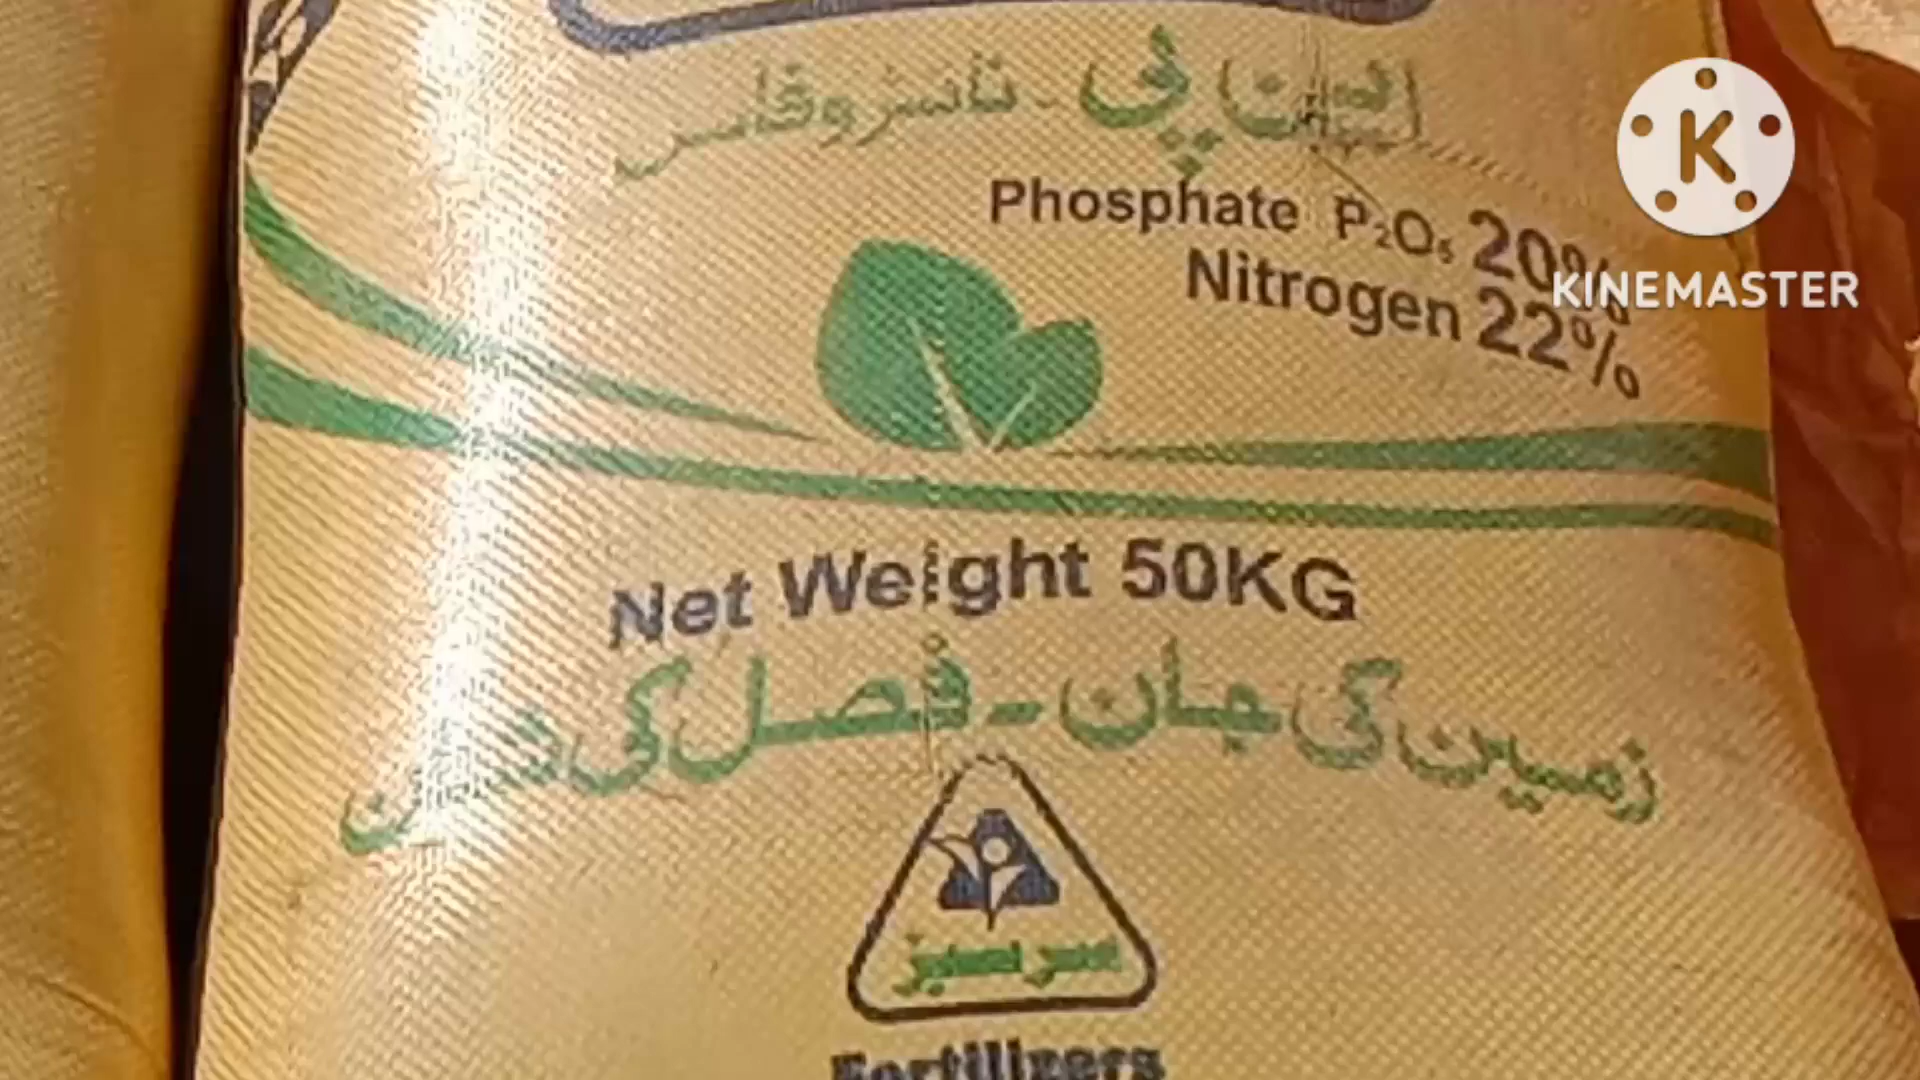 این پی - نائٹروفاس
Phosphate P₂O₅ 20%
Nitrogen 22%
K
KINEMASTER
Net Weight 50KG
زمین کی جان - فصل کی شان
سرسبز
Fertilizers